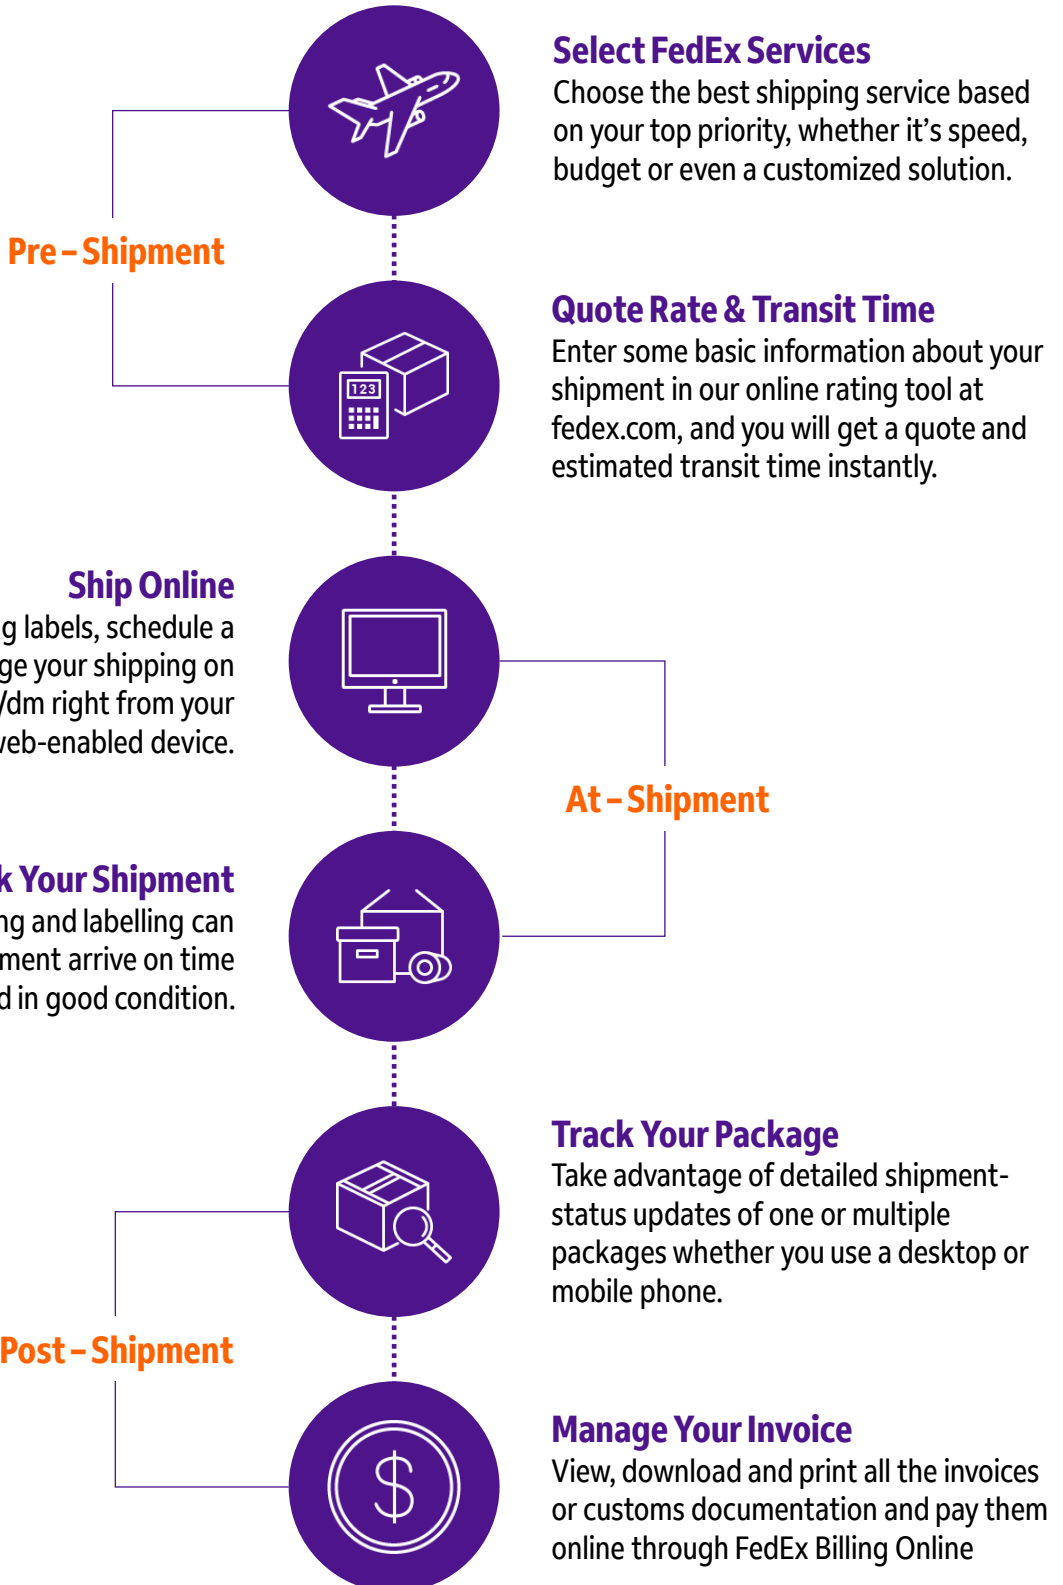 Select FedEx Services
Choose the best shipping service based
on your top priority, whether it's speed,
budget or even a customized solution.
Pre – Shipment
Quote Rate & Transit Time
Enter some basic information about your
shipment in our online rating tool at
fedex.com, and you will get a quote and
estimated transit time instantly.
123
Ship Online
labels, schedule a
your shipping on
/dm right from your
web-enabled device.
At – Shipment
Your Shipment
and labelling can
arrive on time
in good condition.
Track Your Package
Take advantage of detailed shipment-
status updates of one or multiple
packages whether you use a desktop or
mobile phone.
Post – Shipment
$
Manage Your Invoice
View, download and print all the invoices
or customs documentation and pay them
online through FedEx Billing Online